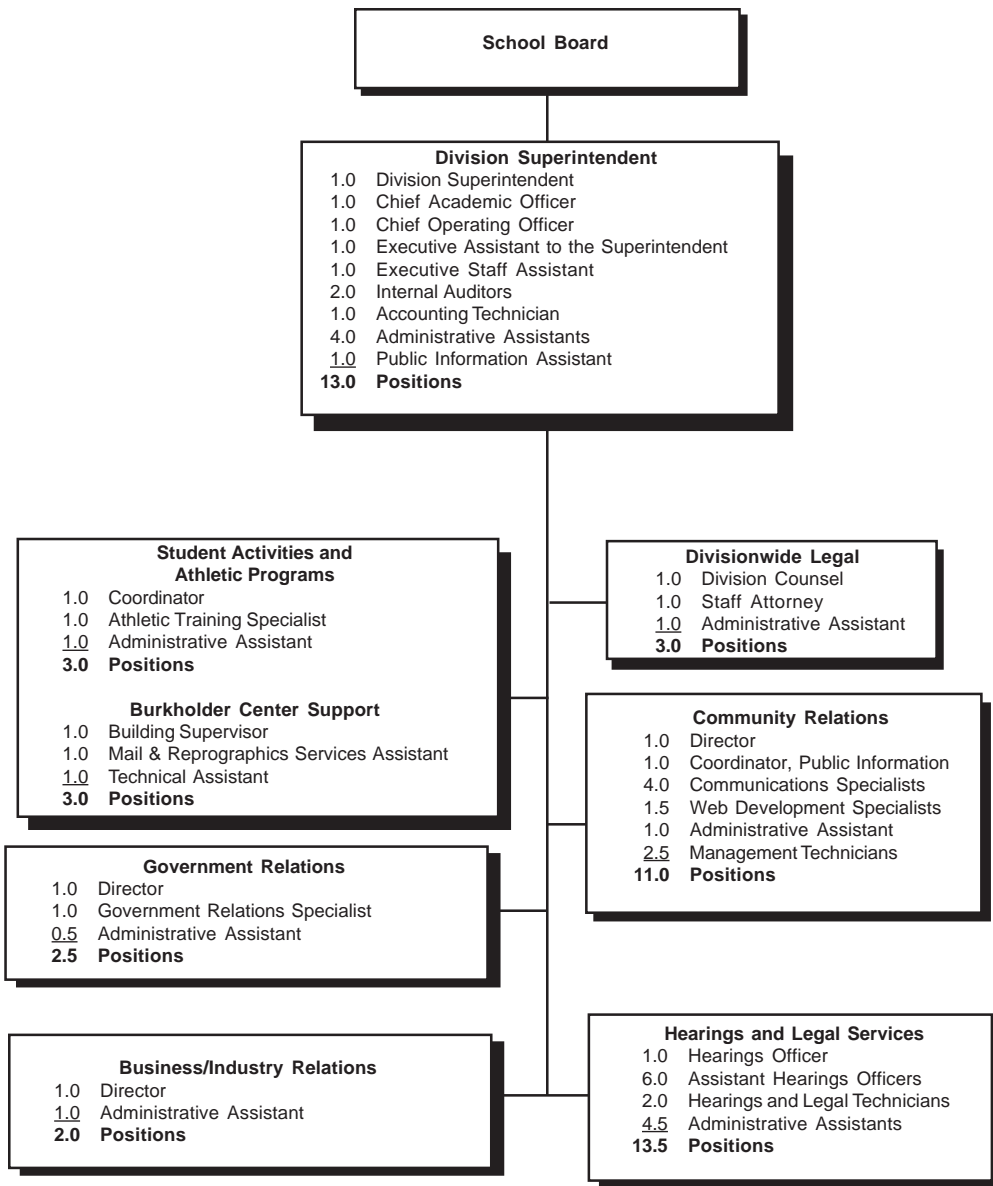 School Board
Division Superintendent
1.0 Division Superintendent
1.0 Chief Academic Officer
1.0 Chief Operating Officer
1.0 Executive Assistant to the Superintendent
1.0 Executive Staff Assistant
2.0 Internal Auditors
1.0 Accounting Technician
4.0 Administrative Assistants
1.0 Public Information Assistant
13.0 Positions
Student Activities and
Athletic Programs
1.0 Coordinator
1.0 Athletic Training Specialist
1.0 Administrative Assistant
3.0 Positions
Burkholder Center Support
1.0 Building Supervisor
1.0 Mail & Reprographics Services Assistant
1.0 Technical Assistant
3.0 Positions
Divisionwide Legal
1.0 Division Counsel
1.0 Staff Attorney
1.0 Administrative Assistant
3.0 Positions
Community Relations
1.0 Director
1.0 Coordinator, Public Information
4.0 Communications Specialists
1.5 Web Development Specialists
1.0 Administrative Assistant
2.5 Management Technicians
11.0 Positions
Government Relations
1.0 Director
1.0 Government Relations Specialist
0.5 Administrative Assistant
2.5 Positions
Business/Industry Relations
1.0 Director
1.0 Administrative Assistant
2.0 Positions
Hearings and Legal Services
1.0 Hearings Officer
6.0 Assistant Hearings Officers
2.0 Hearings and Legal Technicians
4.5 Administrative Assistants
13.5 Positions